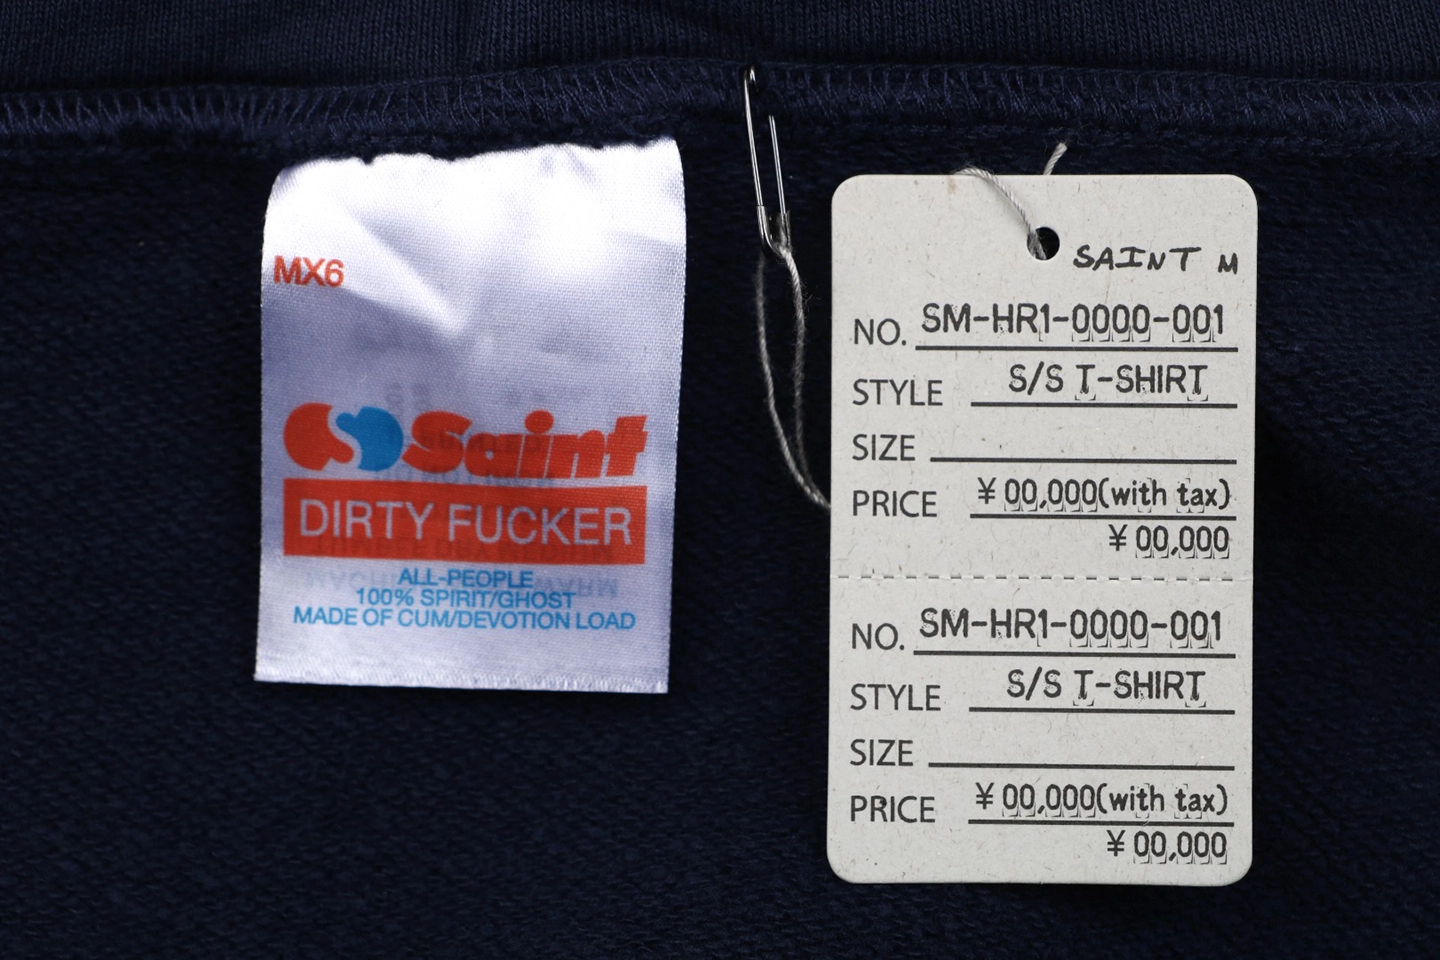 MX6
Saint
DIRTY FUCKER
ALL-PEOPLE
100% SPIRIT/GHOST
MADE OF CUM/DEVOTION LOAD
SAINT M
NO. SM-HR1-0000-001
STYLE S/S T-SHIRT
SIZE
PRICE ¥ 00,000(with tax)
¥ 00,000
NO. SM-HR1-0000-001
STYLE S/S T-SHIRT
SIZE
PRICE ¥ 00,000(with tax)
¥ 00,000